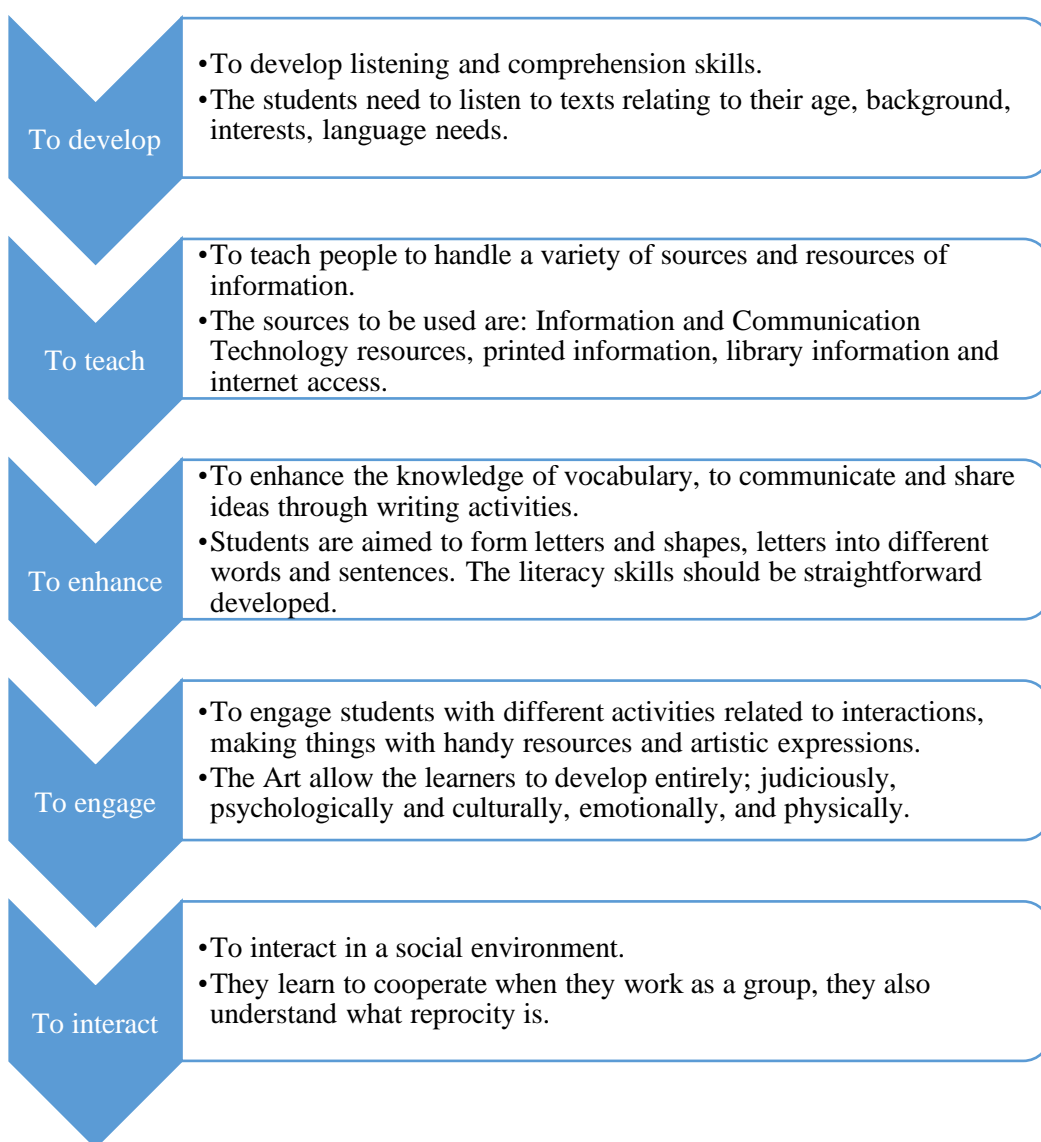 To develop
•To develop listening and comprehension skills.
•The students need to listen to texts relating to their age, background,
interests, language needs.
To teach
•To teach people to handle a variety of sources and resources of
information.
•The sources to be used are: Information and Communication
Technology resources, printed information, library information and
internet access.
To enhance
•To enhance the knowledge of vocabulary, to communicate and share
ideas through writing activities.
•Students are aimed to form letters and shapes, letters into different
words and sentences. The literacy skills should be straightforward
developed.
To engage
•To engage students with different activities related to interactions,
making things with handy resources and artistic expressions.
•The Art allow the learners to develop entirely; judiciously,
psychologically and culturally, emotionally, and physically.
To interact
•To interact in a social environment.
•They learn to cooperate when they work as a group, they also
understand what reprocity is.